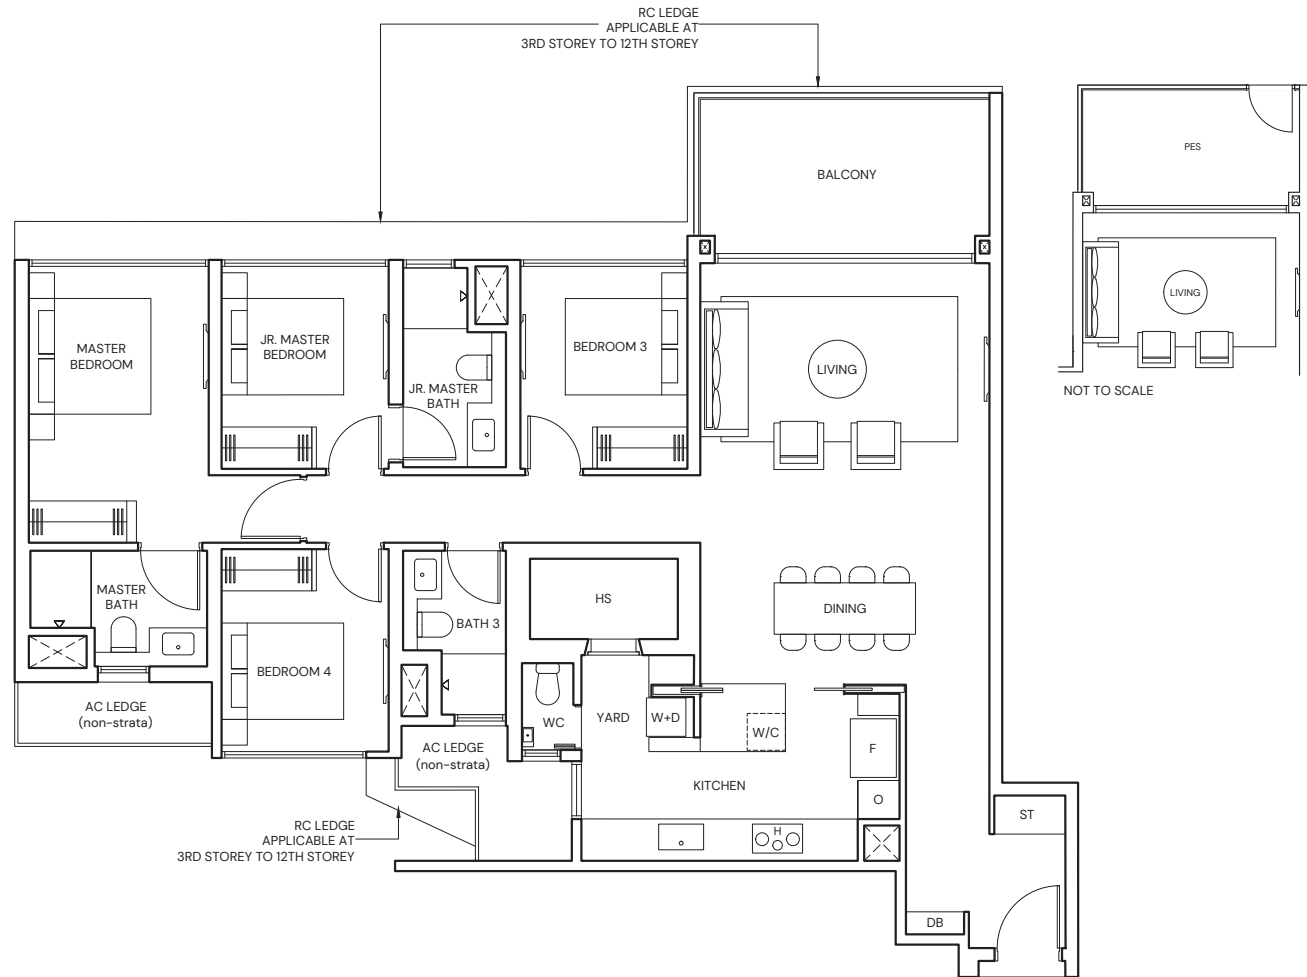 RC LEDGE
APPLICABLE AT
3RD STOREY TO 12TH STOREY
BALCONY
PES
MASTER
BEDROOM
JR. MASTER
BEDROOM
JR. MASTER
BATH
BEDROOM 3
LIVING
LIVING
NOT TO SCALE
MASTER
BATH
BEDROOM 4
BATH 3
HS
DINING
AC LEDGE
(non-strata)
WC
YARD
W+D
W/C
F
AC LEDGE
(non-strata)
KITCHEN
O
H
ST
RC LEDGE
APPLICABLE AT
3RD STOREY TO 12TH STOREY
DB